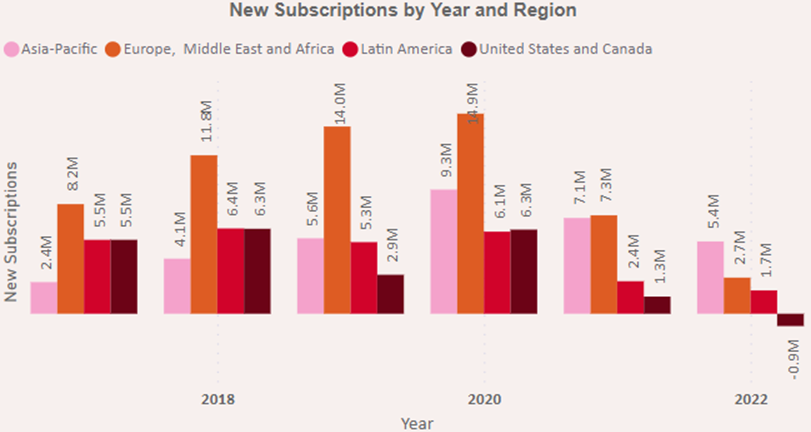 New Subscriptions by Year and Region
Asia-Pacific Europe, Middle East and Africa Latin America United States and Canada
New Subscriptions
2.4M
8.2M
5.5M
5.5M
4.1M
11.8M
6.4M
6.3M
5.6M
14.0M
5.3M
2.9M
9.3M
14.9M
6.1M
6.3M
7.1M
7.3M
2.4M
1.3M
5.4M
2.7M
1.7M
-0.9M
2018 2020 2022
Year